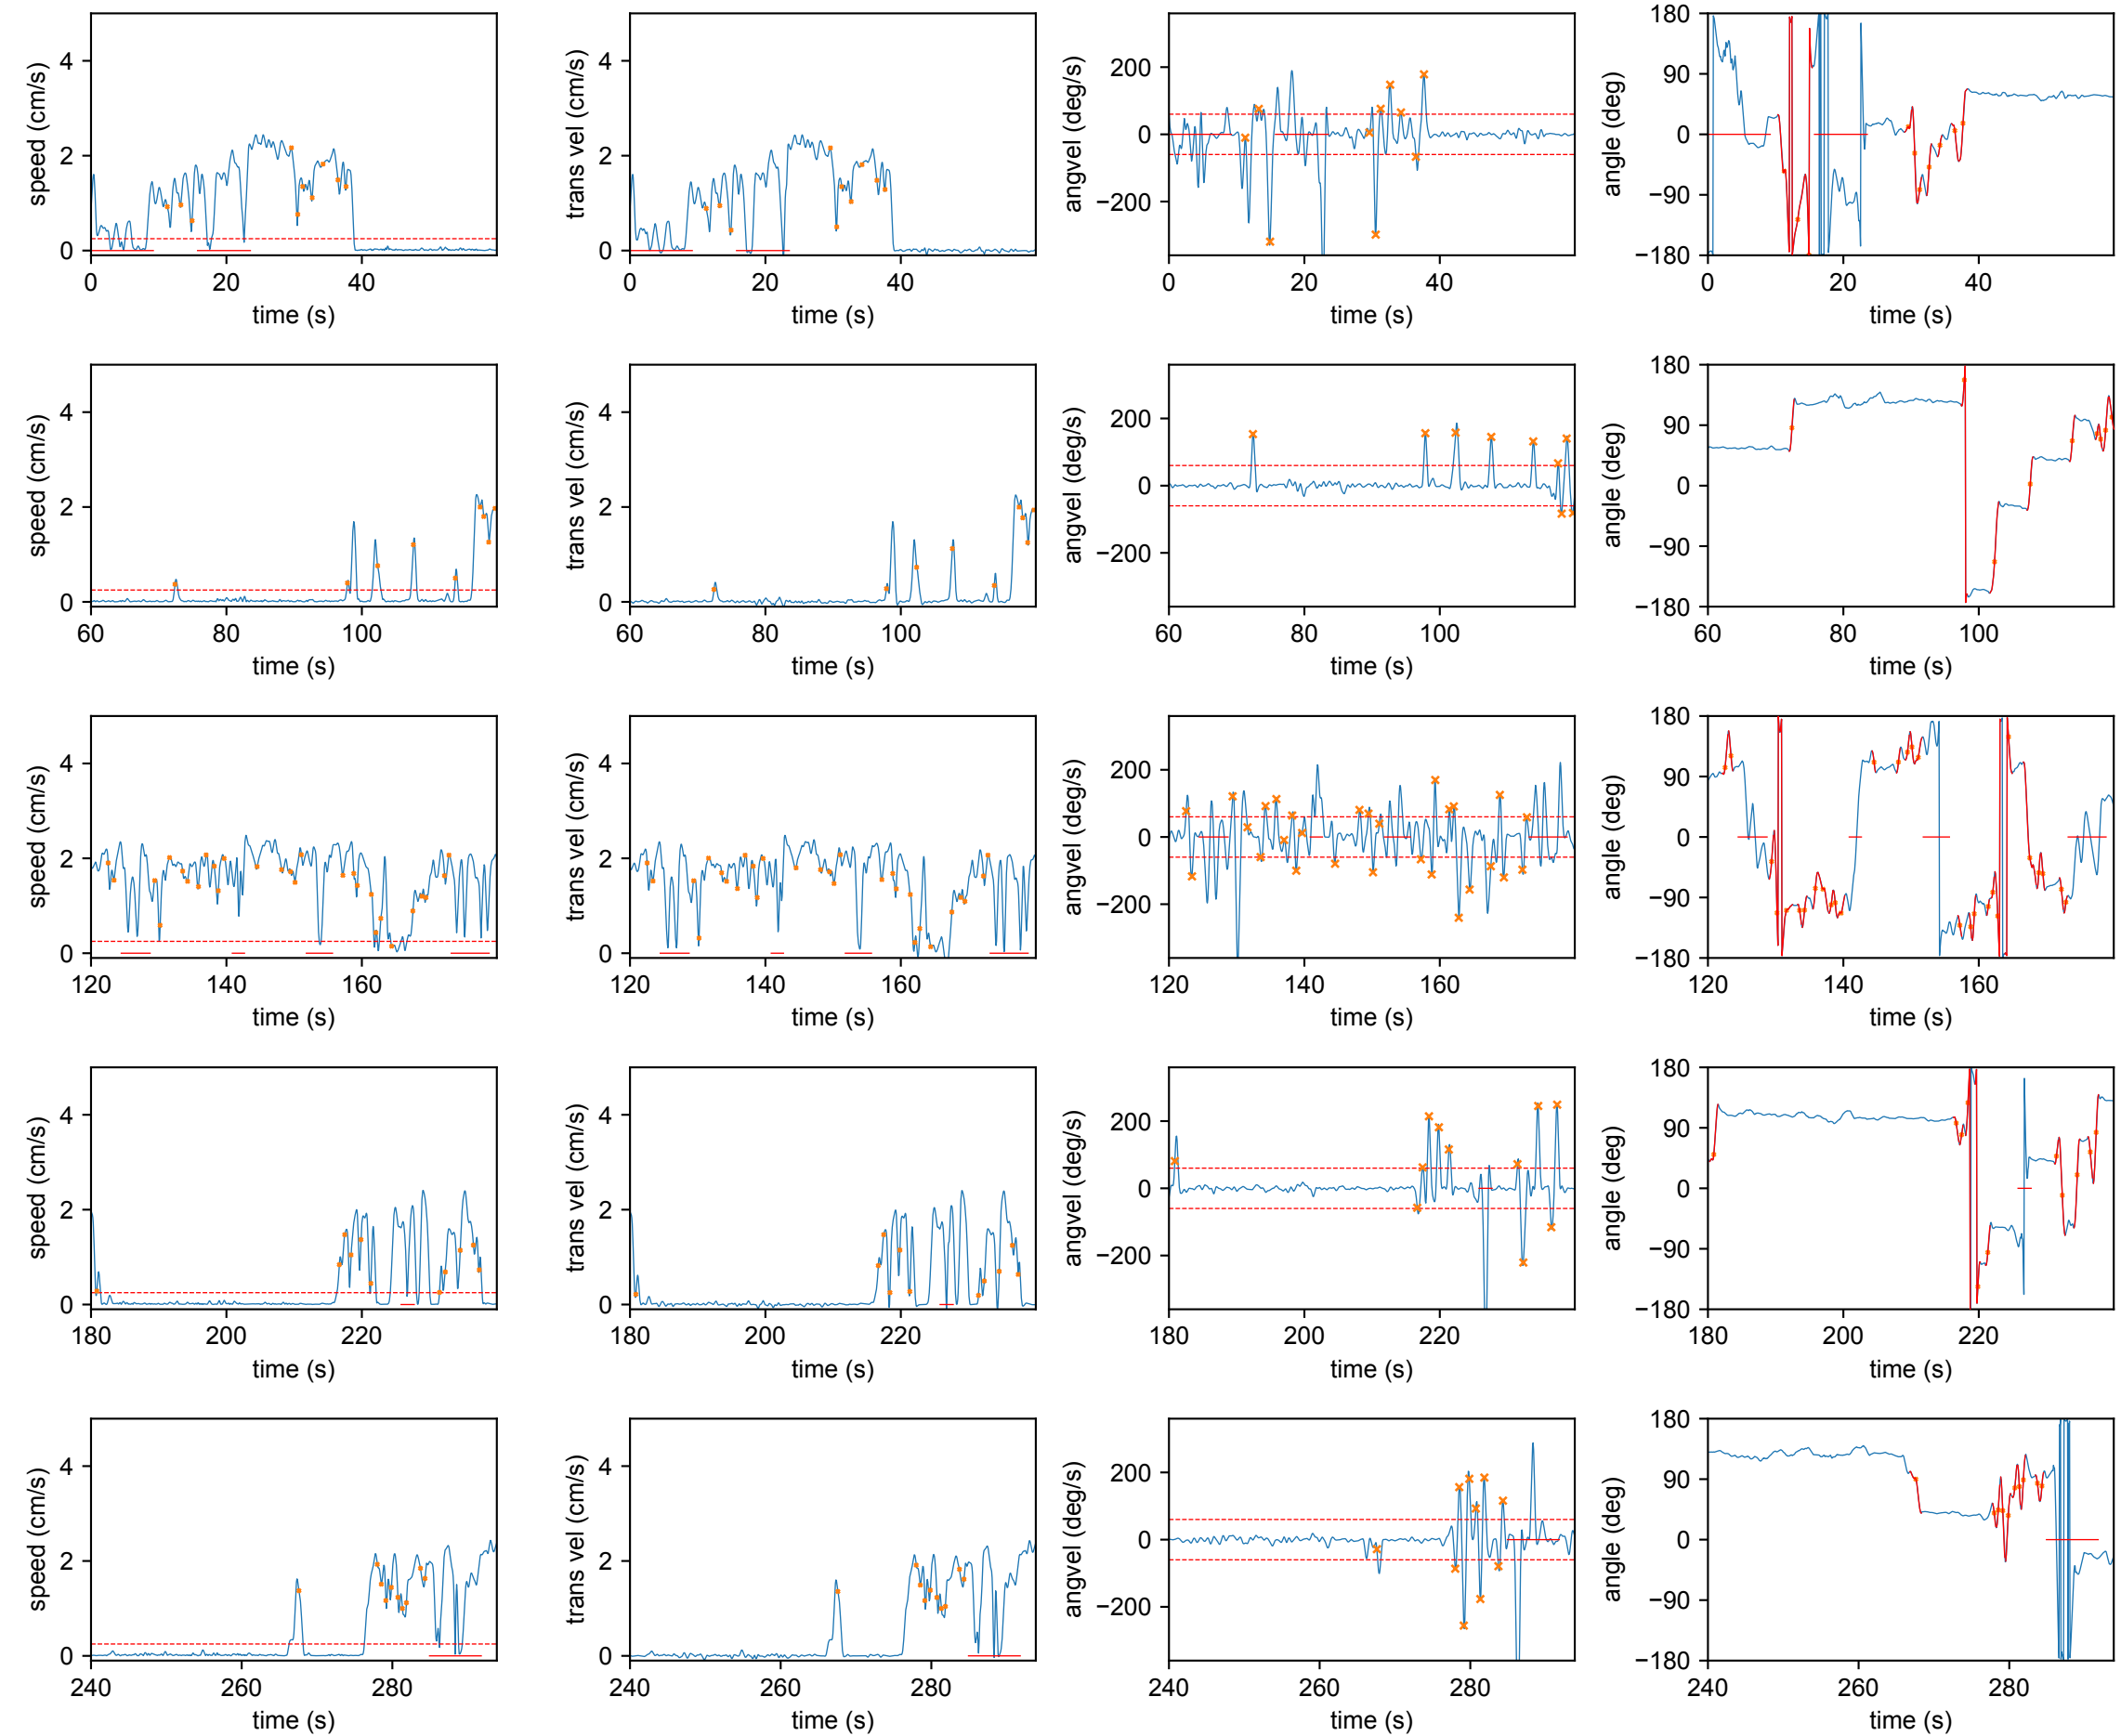 speed (cm/s)
4
2
0
0 20 40
time (s)
trans vel (cm/s)
4
2
0
0 20 40
time (s)
angvel (deg/s)
200
0
−200
0 20 40
time (s)
angle (deg)
180
90
0
−90
−180
0 20 40
time (s)
speed (cm/s)
4
2
0
60 80 100
time (s)
trans vel (cm/s)
4
2
0
60 80 100
time (s)
angvel (deg/s)
200
0
−200
60 80 100
time (s)
angle (deg)
180
90
0
−90
−180
60 80 100
time (s)
speed (cm/s)
4
2
0
120 140 160
time (s)
trans vel (cm/s)
4
2
0
120 140 160
time (s)
angvel (deg/s)
200
0
−200
120 140 160
time (s)
angle (deg)
180
90
0
−90
−180
120 140 160
time (s)
speed (cm/s)
4
2
0
180 200 220
time (s)
trans vel (cm/s)
4
2
0
180 200 220
time (s)
angvel (deg/s)
200
0
−200
180 200 220
time (s)
angle (deg)
180
90
0
−90
−180
180 200 220
time (s)
speed (cm/s)
4
2
0
240 260 280
time (s)
trans vel (cm/s)
4
2
0
240 260 280
time (s)
angvel (deg/s)
200
0
−200
240 260 280
time (s)
angle (deg)
180
90
0
−90
−180
240 260 280
time (s)